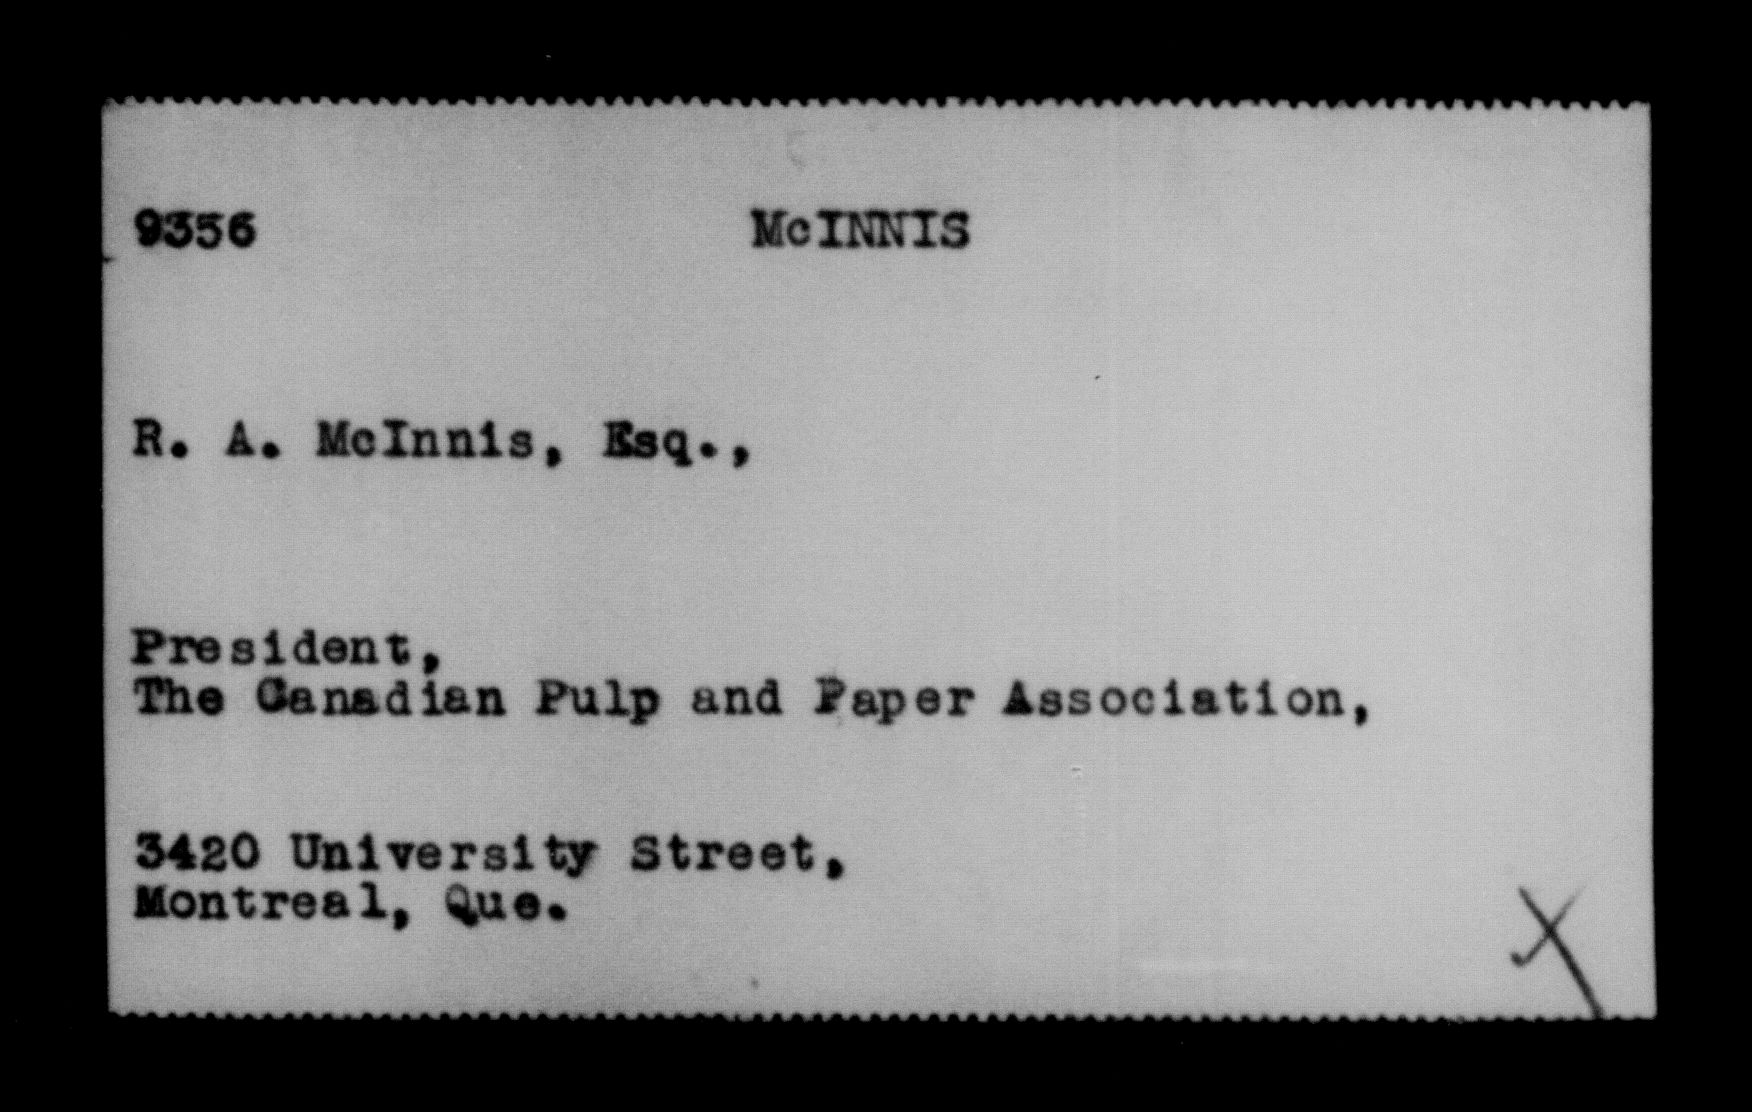 9356 McINNIS
R. A. McInnis, Esq.,
President,
The Canadian Pulp and Paper Association,
3420 University Street,
Montreal, Que.
X